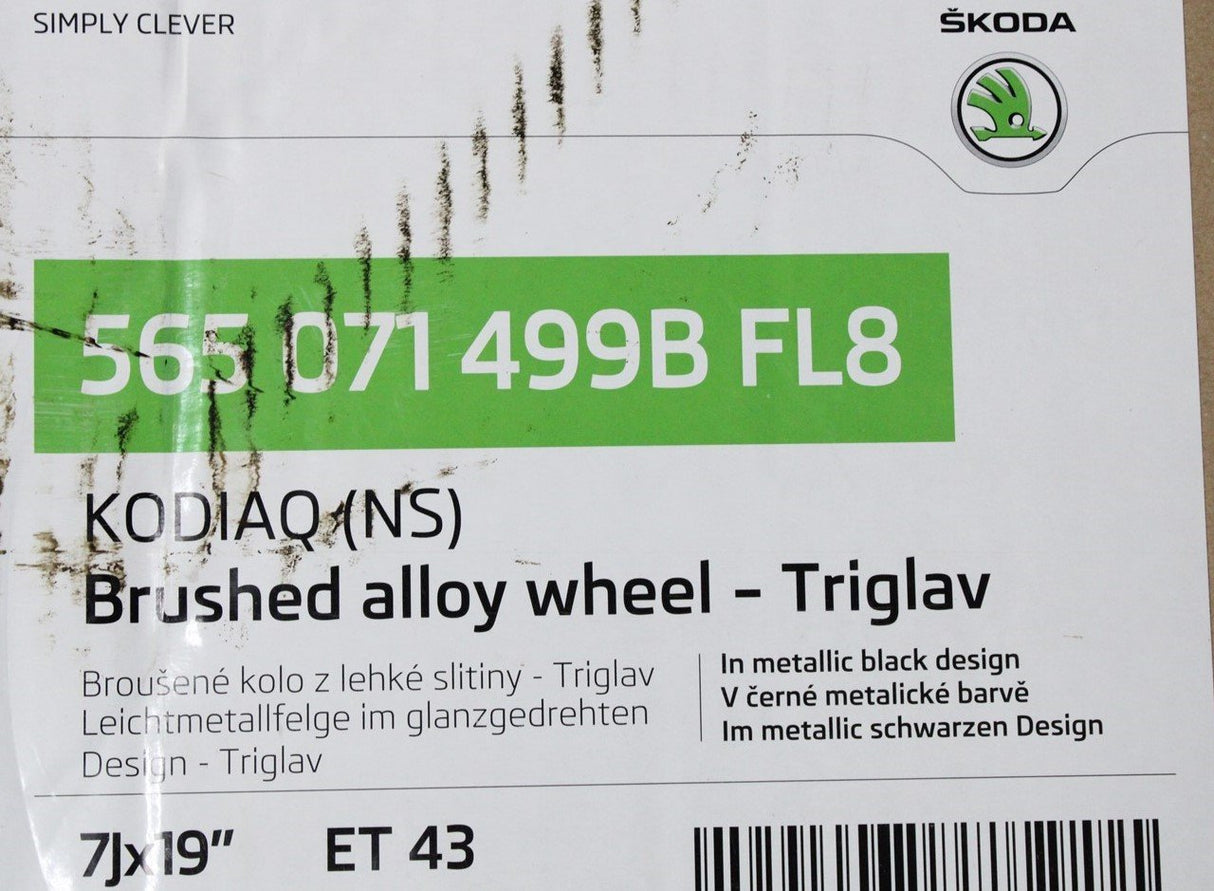 SIMPLY CLEVER
ŠKODA
565 071 499B FL8
KODIAQ (NS)
Brushed alloy wheel – Triglav
Broušené kolo z lehké slitiny - Triglav
Leichtmetallfelge im glanzgedrehten
Design - Triglav
In metallic black design
V černé metalické barvě
Im metallic schwarzen Design
7Jx19” ET 43